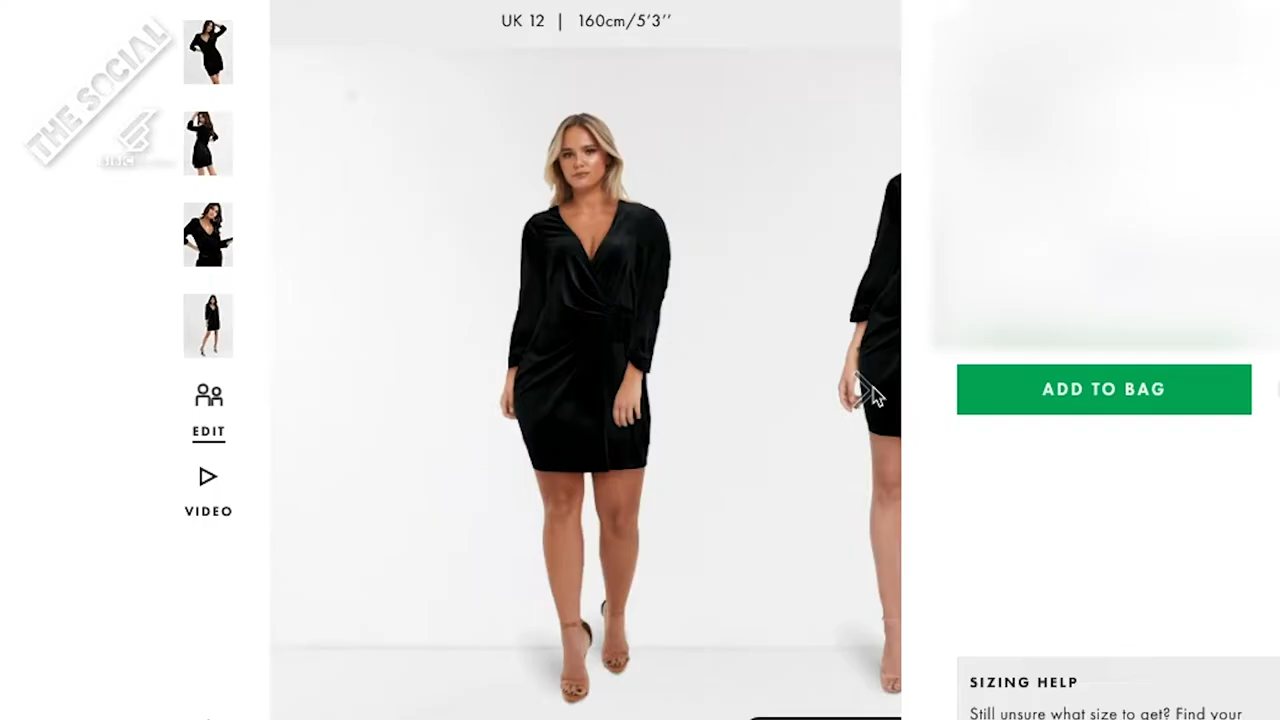 THE SOCIAL
UK 12 | 160cm/5'3''
EDIT
VIDEO
ADD TO BAG
SIZING HELP
Still unsure what size to get? Find your